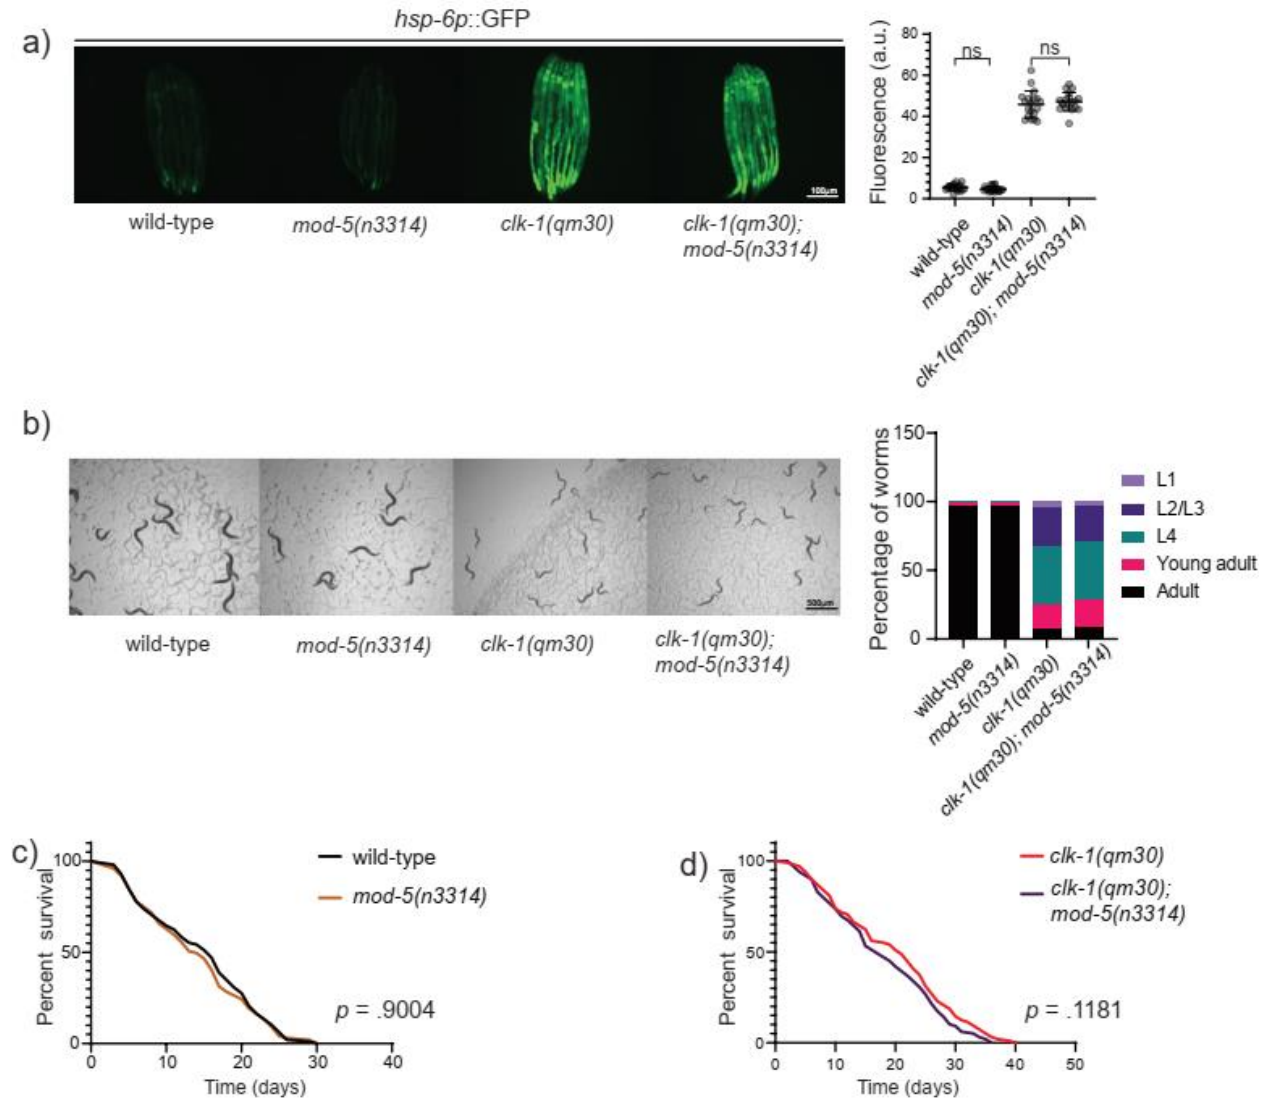 hsp-6p::GFP
a)
100µm
wild-type
mod-5(n3314)
clk-1(qm30)
clk-1(qm30);
mod-5(n3314)
Fluorescence (a.u.)
80
60
40
20
0
ns
ns
wild-type
mod-5(n3314)
clk-1(qm30)
clk-1(qm30); mod-5(n3314)
b)
500µm
wild-type
mod-5(n3314)
clk-1(qm30)
clk-1(qm30);
mod-5(n3314)
Percentage of worms
150
100
50
0
L1
L2/L3
L4
Young adult
Adult
wild-type
mod-5(n3314)
clk-1(qm30)
clk-1(qm30); mod-5(n3314)
c)
Percent survival
100
50
0
wild-type
mod-5(n3314)
p = .9004
0 10 20 30 40
Time (days)
d)
Percent survival
100
50
0
clk-1(qm30)
clk-1(qm30);
mod-5(n3314)
p = .1181
0 10 20 30 40 50
Time (days)